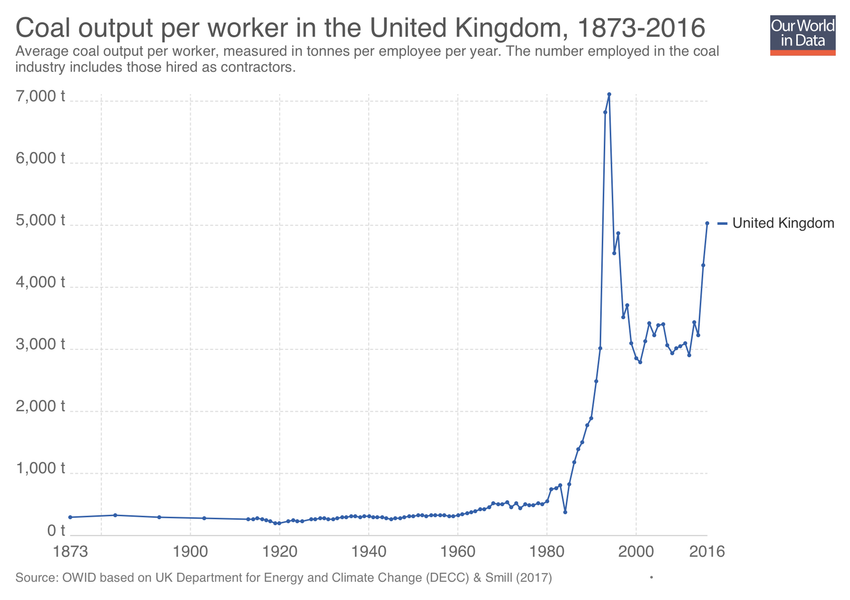 Coal output per worker in the United Kingdom, 1873-2016
Our World
in Data
Average coal output per worker, measured in tonnes per employee per year. The number employed in the coal
industry includes those hired as contractors.
7,000 t
6,000 t
5,000 t
United Kingdom
4,000 t
3,000 t
2,000 t
1,000 t
0 t
1873 1900 1920 1940 1960 1980 2000 2016
Source: OWID based on UK Department for Energy and Climate Change (DECC) & Smill (2017)